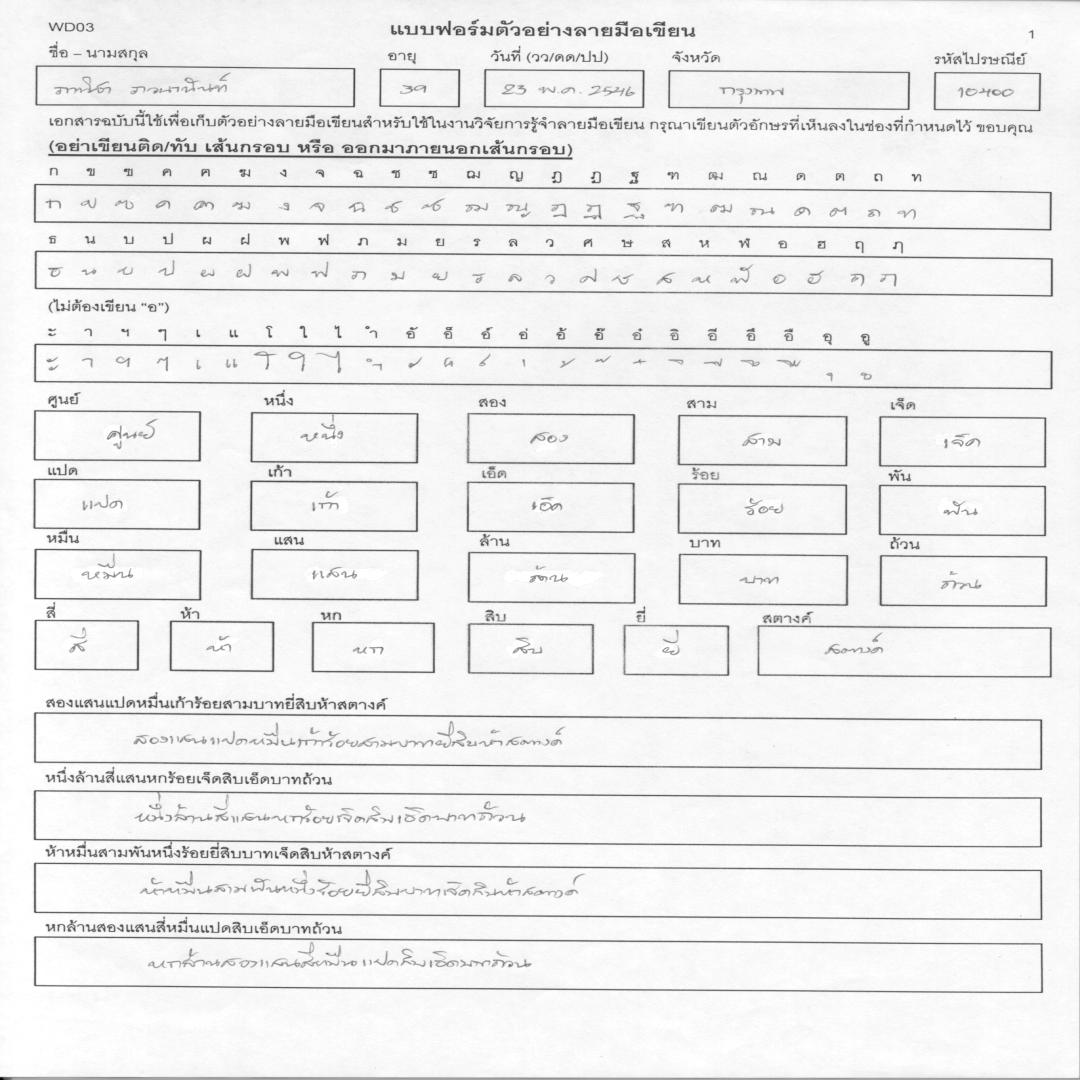 WD03 แบบฟอร์มตัวอย่างลายมือเขียน 1
ชื่อ – นามสกุล อายุ วันที่ (วว/ดด/ปป) จังหวัด รหัสไปรษณีย์
39 23 พ.ค. 2546 กรุงเทพ 10400
เอกสารฉบับนี้ใช้เพื่อเก็บตัวอย่างลายมือเขียนสำหรับใช้ในงานวิจัยการรู้จำลายมือเขียน กรุณาเขียนตัวอักษรที่เห็นลงในช่องที่กำหนดไว้ ขอบคุณ
(อย่าเขียนติด/ทับ เส้นกรอบ หรือ ออกมาภายนอกเส้นกรอบ)
ก ข ฃ ค ฅ ฆ ง จ ฉ ช ซ ฌ ญ ฎ ฏ ฐ ฑ ฒ ณ ด ต ถ ท
ก ข ฃ ค ฅ ฆ ง จ ฉ ช ซ ฌ ญ ฎ ฏ ฐ ฑ ฒ ณ ด ต ถ ท
ธ น บ ป ผ ฝ พ ฟ ภ ม ย ร ล ว ศ ษ ส ห ฬ อ ฮ ฤ ฦ
ธ น บ ป ผ ฝ พ ฟ ภ ม ย ร ล ว ศ ษ ส ห ฬ อ ฮ ฤ ฦ
(ไม่ต้องเขียน “อ”)
ะ า ฯ ๆ เ แ โ ใ ไ ำ อั อ็ อ์ อ่ อ้ อ๊ อ๋ อิ อี อึ อื อุ อู
ะ า ฯ ๆ เ แ โ ใ ไ ำ ั ็ ์ ่ ้ ๊ ๋ ิ ี ึ ื ุ ู
ศูนย์ หนึ่ง สอง สาม เจ็ด
ศูนย์ หนึ่ง สอง สาม เจ็ด
แปด เก้า เอ็ด ร้อย พัน
แปด เก้า เอ็ด ร้อย พัน
หมื่น แสน ล้าน บาท ถ้วน
หมื่น แสน ล้าน บาท ถ้วน
สี่ ห้า หก สิบ ยี่ สตางค์
สี่ ห้า หก สิบ ยี่ สตางค์
สองแสนแปดหมื่นเก้าร้อยสามบาทยี่สิบห้าสตางค์
สองแสนแปดหมื่นเก้าร้อยสามบาทยี่สิบห้าสตางค์
หนึ่งล้านสี่แสนหกร้อยเจ็ดสิบเอ็ดบาทถ้วน
หนึ่งล้านสี่แสนหกร้อยเจ็ดสิบเอ็ดบาทถ้วน
ห้าหมื่นสามพันหนึ่งร้อยยี่สิบบาทเจ็ดสิบห้าสตางค์
ห้าหมื่นสามพันหนึ่งร้อยยี่สิบบาทเจ็ดสิบห้าสตางค์
หกล้านสองแสนสี่หมื่นแปดสิบเอ็ดบาทถ้วน
หกล้านสองแสนสี่หมื่นแปดสิบเอ็ดบาทถ้วน